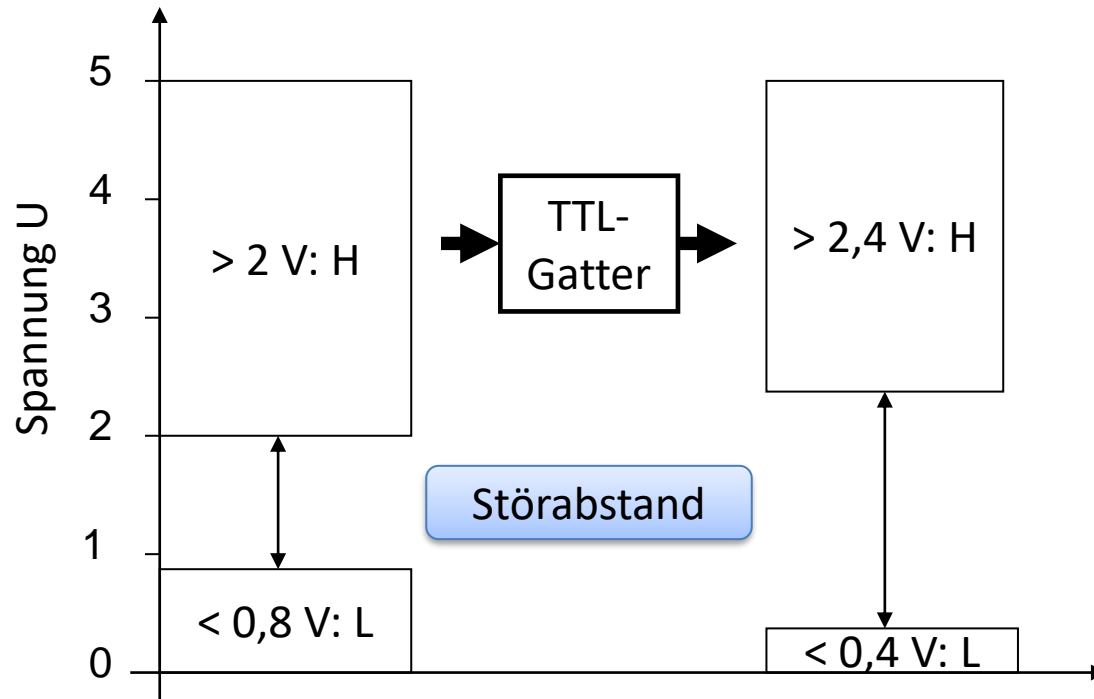 Spannung U
5
4
3
2
1
0
> 2 V: H
< 0,8 V: L
TTL-
Gatter
Störabstand
> 2,4 V: H
< 0,4 V: L